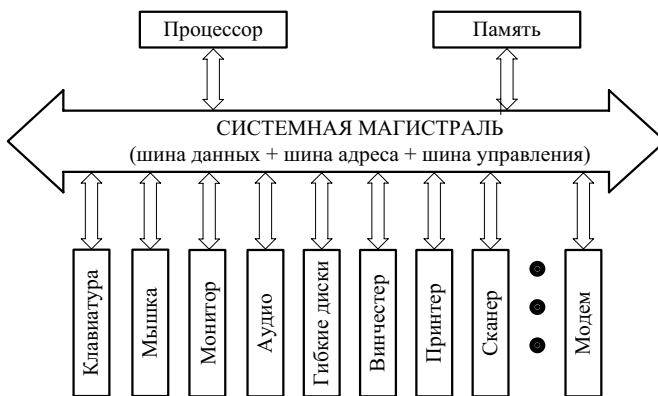 Процессор
Память
СИСТЕМНАЯ МАГИСТРАЛЬ
(шина данных + шина адреса + шина управления)
Клавиатура
Мышка
Монитор
Аудио
Гибкие диски
Винчестер
Принтер
Сканер
Модем